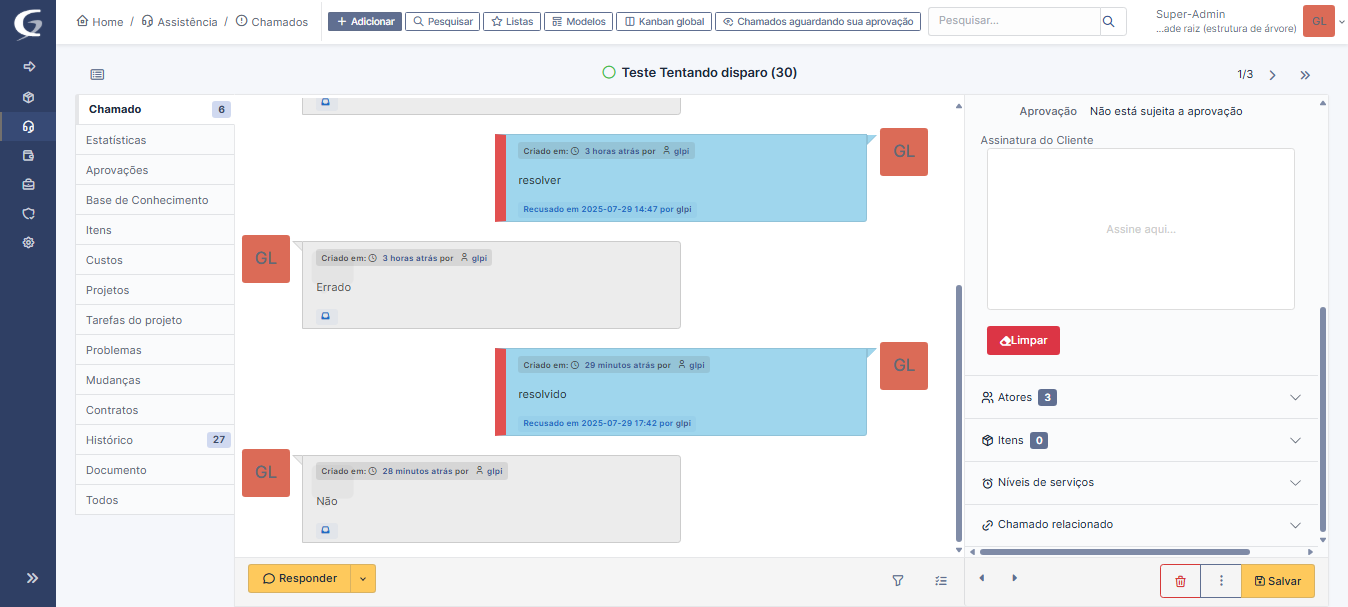 Home / Assistência / Chamados
+ Adicionar
Pesquisar
Listas
Modelos
Kanban global
Chamados aguardando sua aprovação
Pesquisar...
Super-Admin
...ade raiz (estrutura de árvore)
GL
Teste Tentando disparo (30)
1/3
Chamado 6
Estatísticas
Aprovações
Base de Conhecimento
Itens
Custos
Projetos
Tarefas do projeto
Problemas
Mudanças
Contratos
Histórico 27
Documento
Todos
Criado em: 3 horas atrás por glpi
resolver
Recusado em 2025-07-29 14:47 por glpi
GL
GL
Criado em: 3 horas atrás por glpi
Errado
Criado em: 29 minutos atrás por glpi
resolvido
Recusado em 2025-07-29 17:42 por glpi
GL
GL
Criado em: 28 minutos atrás por glpi
Não
Responder
Aprovação Não está sujeita a aprovação
Assinatura do Cliente
Assine aqui...
Limpar
Atores 3
Itens 0
Níveis de serviços
Chamado relacionado
Salvar